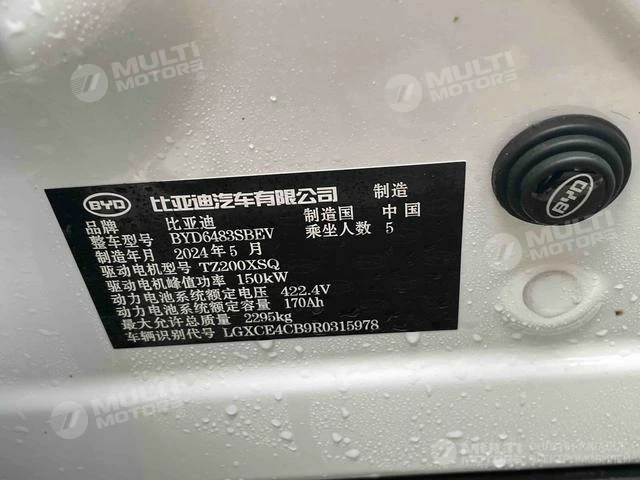 MULTI MOTORS
MULTI MOTORS
BYD
BYD 比亚迪汽车有限公司 制造
品牌 比亚迪 制造国 中国
整车型号 BYD6483SBEV 乘坐人数 5
制造年月 2024年5月
驱动电机型号 TZ200XSQ
驱动电机峰值功率 150kW
动力电池系统额定电压 422.4V
动力电池系统额定容量 170Ah
最大允许总质量 2295kg
车辆识别代号 LGXCE4CB9R0315978
MULTI MOTORS
MULTI MOTORS